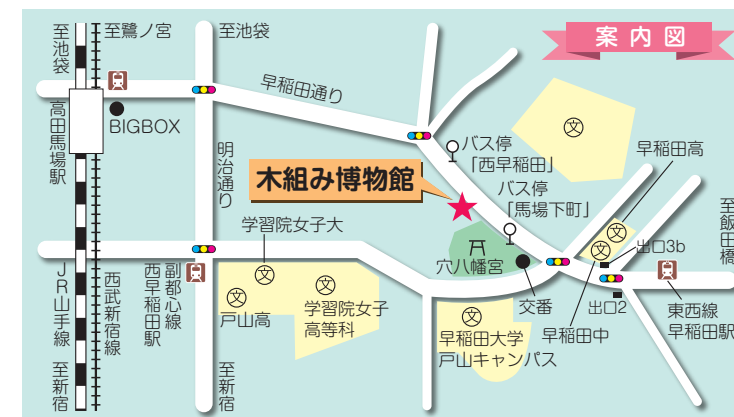 案内図
至池袋
至鷺ノ宮
至池袋
早稲田通り
高田馬場駅
BIGBOX
明治通り
木組み博物館
バス停
「西早稲田」
バス停
「馬場下町」
文
早稲田高
文
至飯田橋
学習院女子大
文
文
戸山高
文
学習院女子
高等科
穴八幡宮
交番
文
出口3b
出口2
早稲田中
東西線
早稲田駅
文
早稲田大学
戸山キャンパス
JR山手線
西武新宿線
副都心線
西早稲田駅
至新宿
至新宿